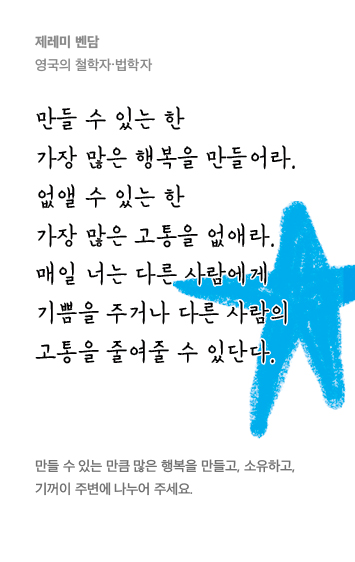 제레미 벤담
영국의 철학자·법학자
만들 수 있는 한
가장 많은 행복을 만들어라.
없앨 수 있는 한
가장 많은 고통을 없애라.
매일 너는 다른 사람에게
기쁨을 주거나 다른 사람의
고통을 줄여줄 수 있단다.
만들 수 있는 만큼 많은 행복을 만들고, 소유하고,
기꺼이 주변에 나누어 주세요.